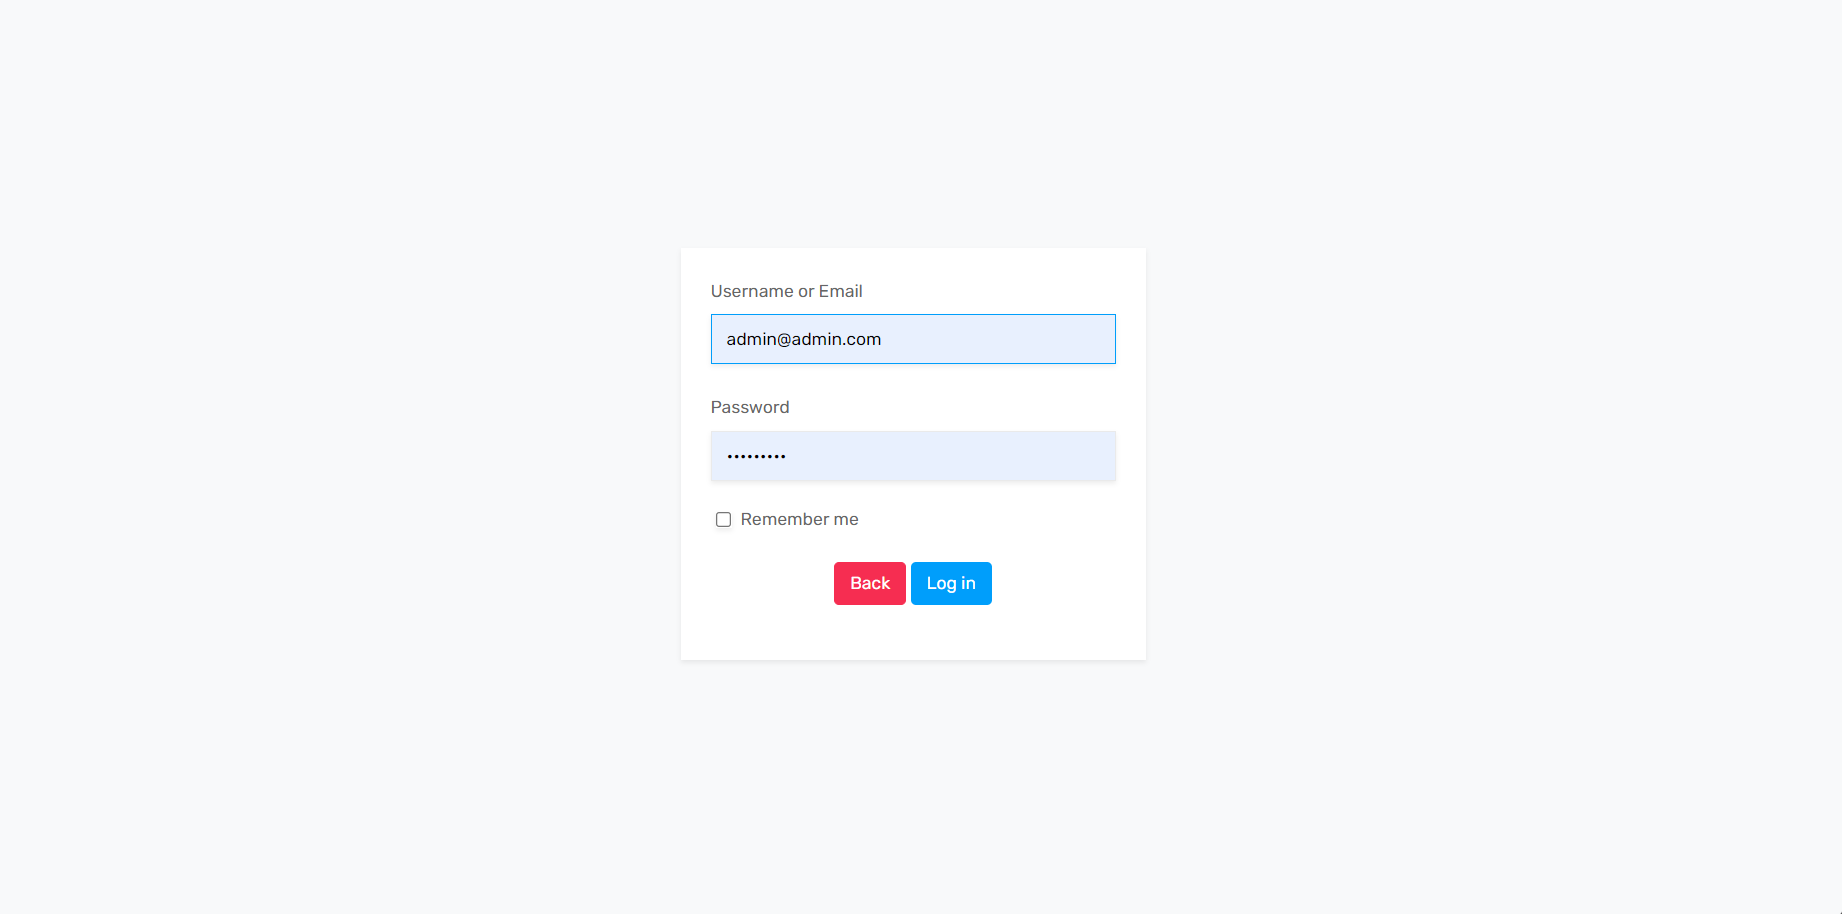 Username or Email
admin@admin.com
Password
•••••••••
Remember me
Back Log in